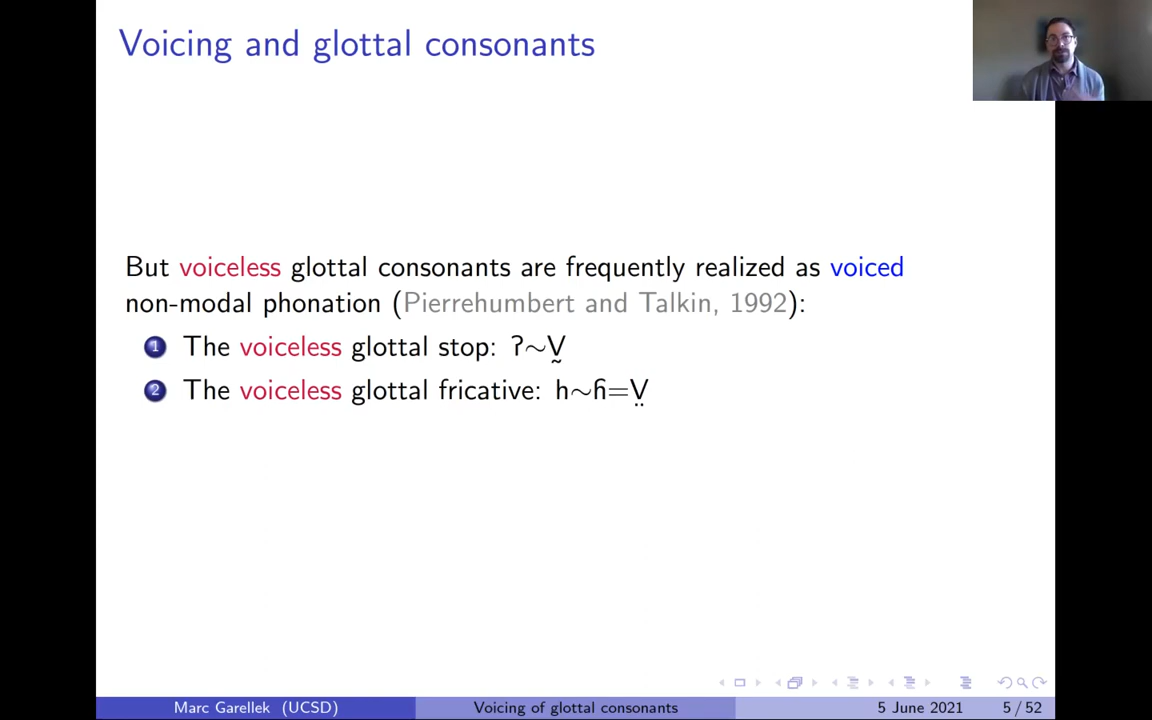 Voicing and glottal consonants
But voiceless glottal consonants are frequently realized as voiced
non-modal phonation (Pierrehumbert and Talkin, 1992):
1 The voiceless glottal stop: ʔ∼V̰
2 The voiceless glottal fricative: h∼ɦ=V̤
Marc Garellek (UCSD) Voicing of glottal consonants 5 June 2021 5 / 52